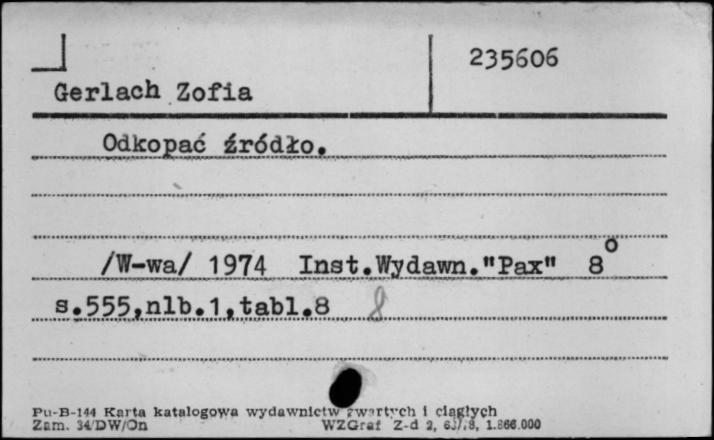 235606
Gerlach Zofia
Odkopać źródło.
/W-wa/ 1974 Inst.Wydawn."Pax" 8°
s.555,nlb.1,tabl.8 8
Pu-B-144 Karta katalogowa wydawnictw zwartych i ciągłych
Zam. 34/DW/On WZGraf Z-d 2, 1.866.000